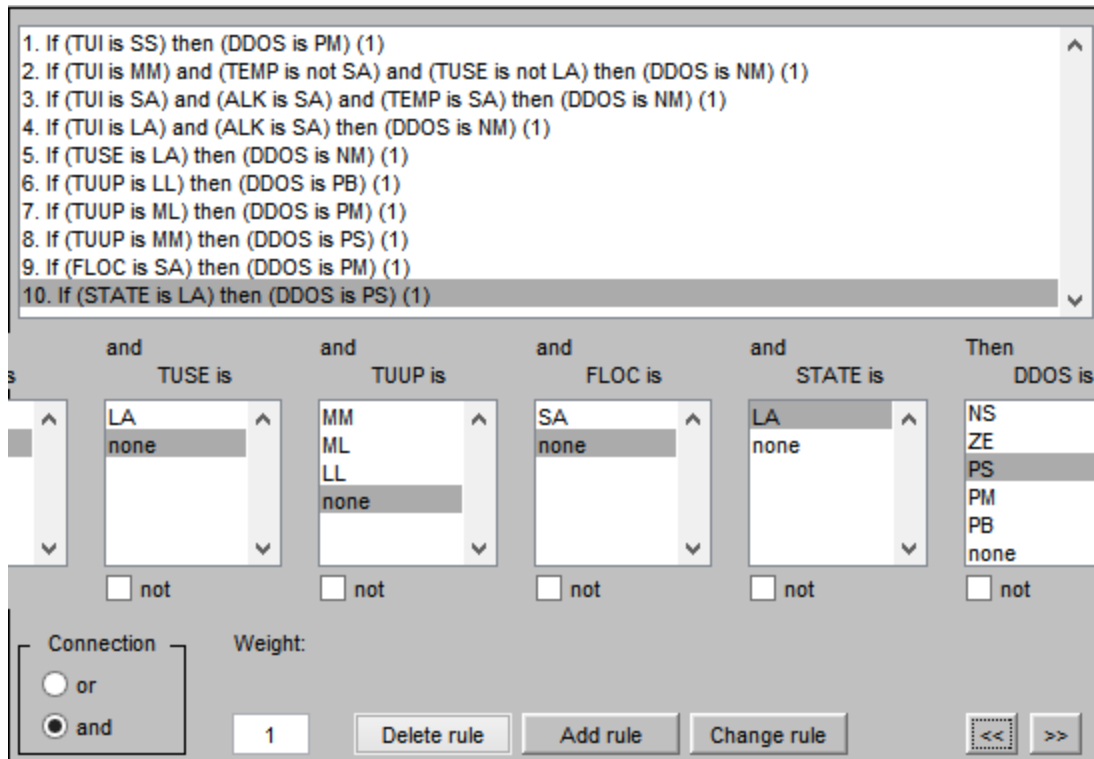 1. If (TUI is SS) then (DDOS is PM) (1)
2. If (TUI is MM) and (TEMP is not SA) and (TUSE is not LA) then (DDOS is NM) (1)
3. If (TUI is SA) and (ALK is SA) and (TEMP is SA) then (DDOS is NM) (1)
4. If (TUI is LA) and (ALK is SA) then (DDOS is NM) (1)
5. If (TUSE is LA) then (DDOS is NM) (1)
6. If (TUUP is LL) then (DDOS is PB) (1)
7. If (TUUP is ML) then (DDOS is PM) (1)
8. If (TUUP is MM) then (DDOS is PS) (1)
9. If (FLOC is SA) then (DDOS is PM) (1)
10. If (STATE is LA) then (DDOS is PS) (1)
and and and and Then
s TUSE is TUUP is FLOC is STATE is DDOS is
LA MM SA LA NS
none ML none none ZE
LL PS
none PM
PB
none
not not not not not
Connection Weight:
or
and 1 Delete rule Add rule Change rule << >>